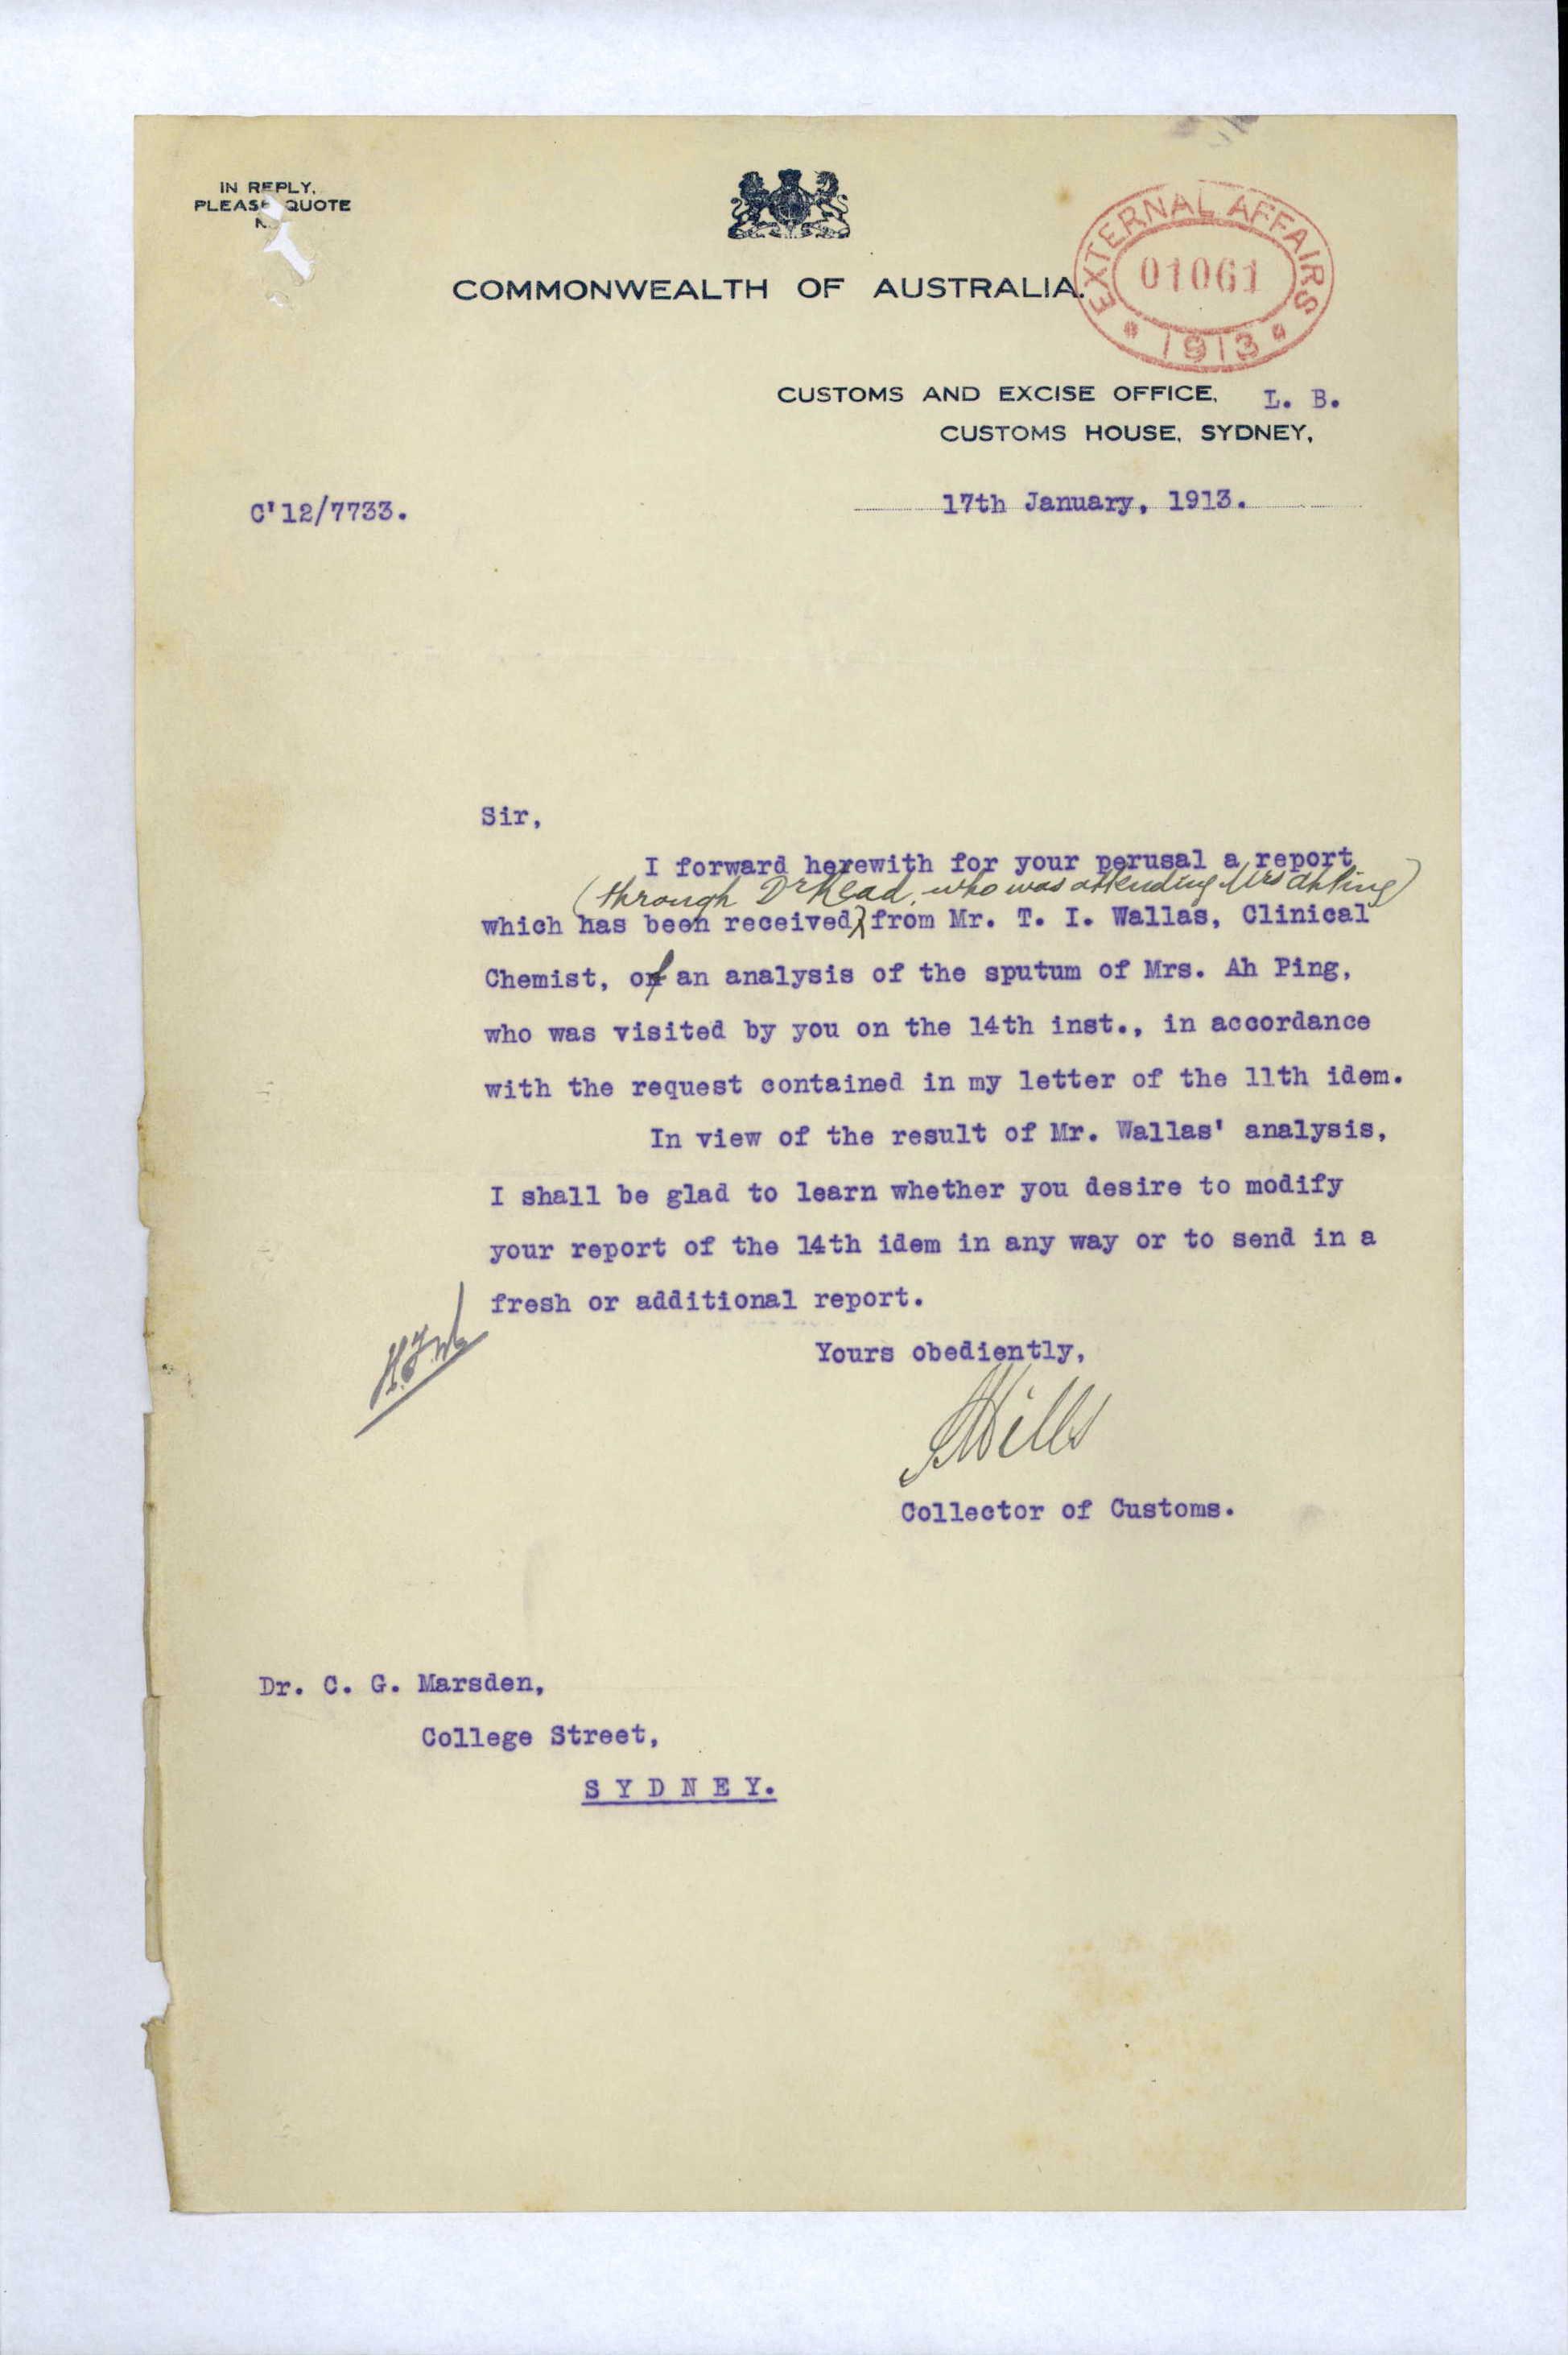 IN REPLY,
PLEASE QUOTE
EXTERNAL AFFAIRS
01061
1913
COMMONWEALTH OF AUSTRALIA.
CUSTOMS AND EXCISE OFFICE, L. B.
CUSTOMS HOUSE, SYDNEY,
C'12/7733.
17th January, 1913.
Sir,
I forward herewith for your perusal a report
(through Dr Read, who was attending Mrs Ah Ping)
which has been received from Mr. T. I. Wallas, Clinical
Chemist, of an analysis of the sputum of Mrs. Ah Ping,
who was visited by you on the 14th inst., in accordance
with the request contained in my letter of the 11th idem.
In view of the result of Mr. Wallas' analysis,
I shall be glad to learn whether you desire to modify
your report of the 14th idem in any way or to send in a
fresh or additional report.
Yours obediently,
Collector of Customs.
Dr. C. G. Marsden,
College Street,
SYDNEY.